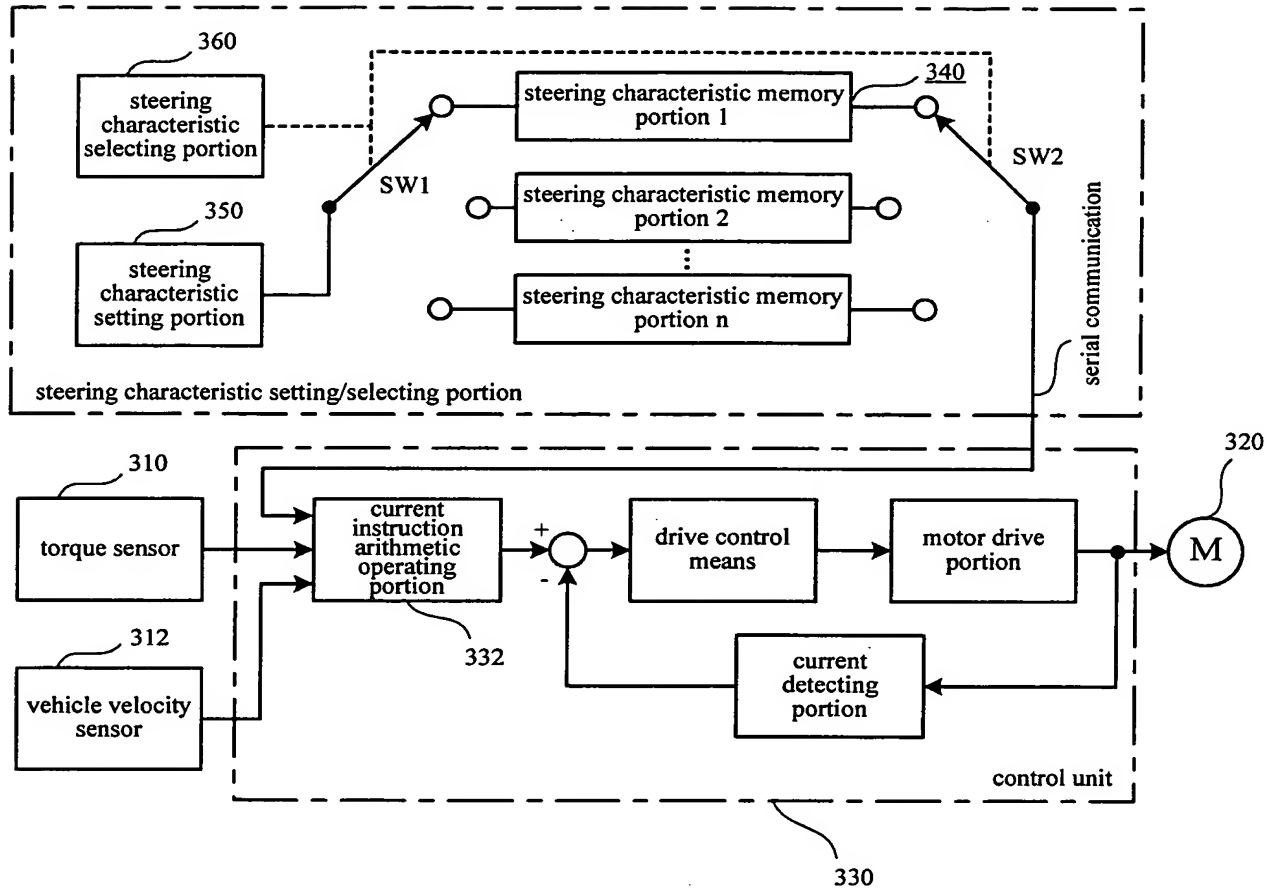 360
steering
characteristic
selecting portion
340
steering characteristic memory
portion 1
SW1
SW2
350
steering characteristic memory
portion 2
steering
characteristic
setting portion
steering characteristic memory
portion n
serial communication
steering characteristic setting/selecting portion
310
320
torque sensor
current
instruction
arithmetic
operating
portion
+
-
drive control
means
motor drive
portion
M
312
332
vehicle velocity
sensor
current
detecting
portion
control unit
330